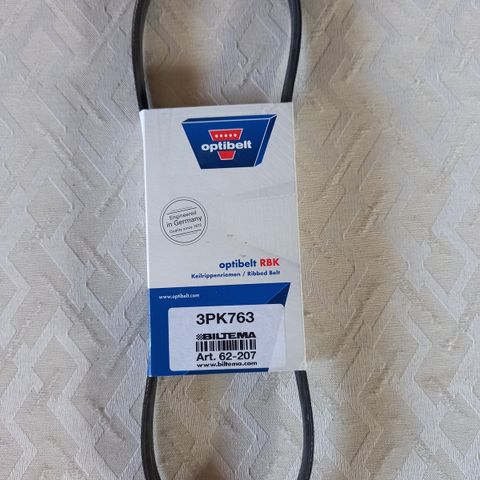 optibelt
Engineered
in Germany
Quality since 1872
optibelt RBK
Keilrippenriemen / Ribbed Belt
www.optibelt.com
3PK763
BILTEMA
Art. 62-207
www.biltema.com